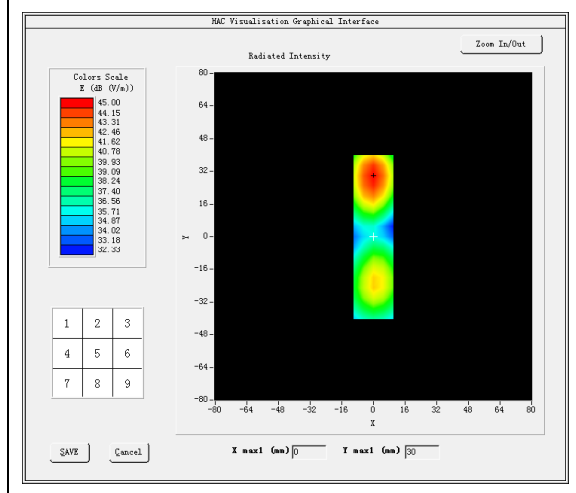 HAC Visualisation Graphical Interface
Zoom In/Out
Radiated Intensity
Colors Scale
E (dB (V/m))
45.00
44.15
43.31
42.46
41.62
40.78
39.93
39.09
38.24
37.40
36.56
35.71
34.87
34.02
33.18
32.33
80
64
48
32
16
0
-16
-32
-48
-64
-80
Y
-80 -64 -48 -32 -16 0 16 32 48 64 80
X
1 2 3
4 5 6
7 8 9
SAVE Cancel
X max1 (mm) 0 Y max1 (mm) 30